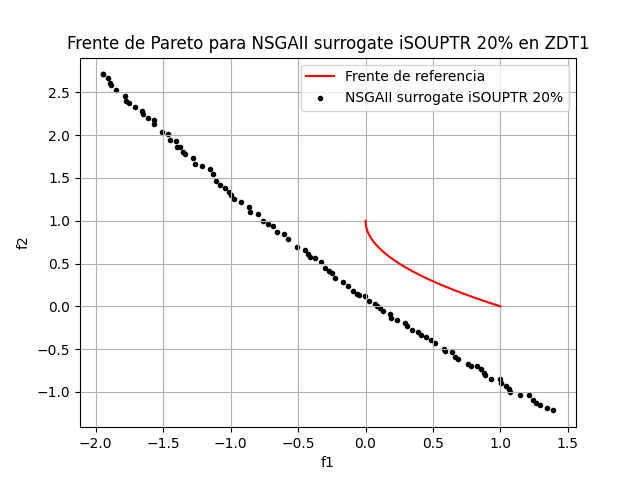 Frente de Pareto para NSGAII surrogate iSOUPTR 20% en ZDT1
Frente de referencia
NSGAII surrogate iSOUPTR 20%
f2
2.5
2.0
1.5
1.0
0.5
0.0
−0.5
−1.0
−2.0 −1.5 −1.0 −0.5 0.0 0.5 1.0 1.5
f1